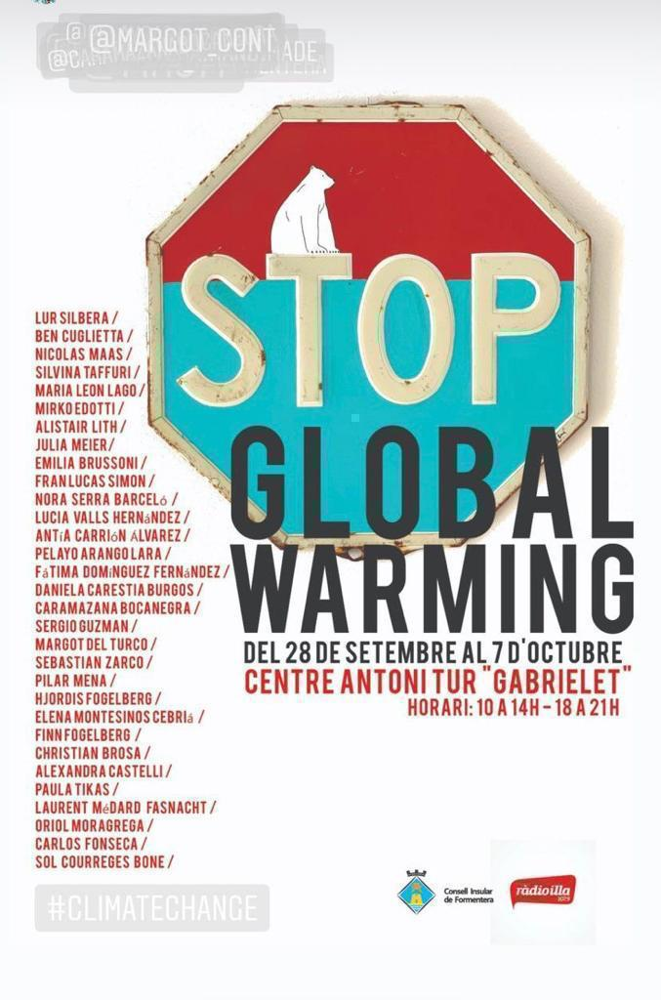 @MARGOT_CONT
STOP
GLOBAL
WARMING
DEL 28 DE SETEMBRE AL 7 D'OCTUBRE
CENTRE ANTONI TUR "GABRIELET"
HORARI: 10 A 14H - 18 A 21H
LUR SILBERA /
BEN CUGLIETTA /
NICOLAS MAAS /
SILVINA TAFFURI /
MARIA LEON LAGO /
MIRKO EDOTTI /
ALISTAIR LITH /
JULIA MEIER /
EMILIA BRUSSONI /
FRAN LUCAS SIMON /
NORA SERRA BARCELó /
LUCIA VALLS HERNáNDEZ /
ANTíA CARRIóN ÁLVAREZ /
PELAYO ARANGO LARA /
FáTIMA DOMíNGUEZ FERNáNDEZ /
DANIELA CARESTIA BURGOS /
CARAMAZANA BOCANEGRA /
SERGIO GUZMAN /
MARGOT DEL TURCO /
SEBASTIAN ZARCO /
PILAR MENA /
HJORDIS FOGELBERG /
ELENA MONTESINOS CEBRIá /
FINN FOGELBERG /
CHRISTIAN BROSA /
ALEXANDRA CASTELLI /
PAULA TIKAS /
LAURENT MéDARD FASNACHT /
ORIOL MORAGREGA /
CARLOS FONSECA /
SOL COURREGES BONE /
#CLIMATECHANGE
Consell Insular
de Formentera
ràdioilla
107.9